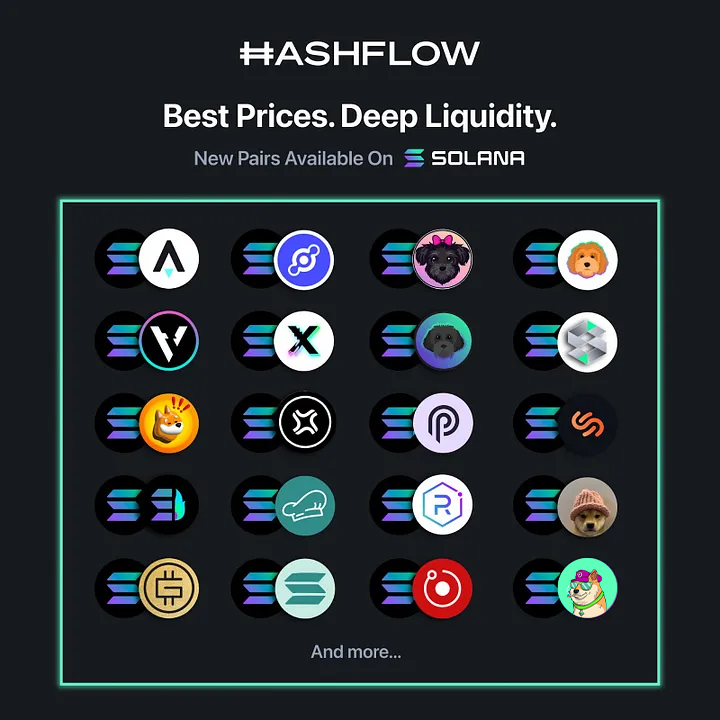 HASHFLOW
Best Prices. Deep Liquidity.
New Pairs Available On SOLANA
And more...